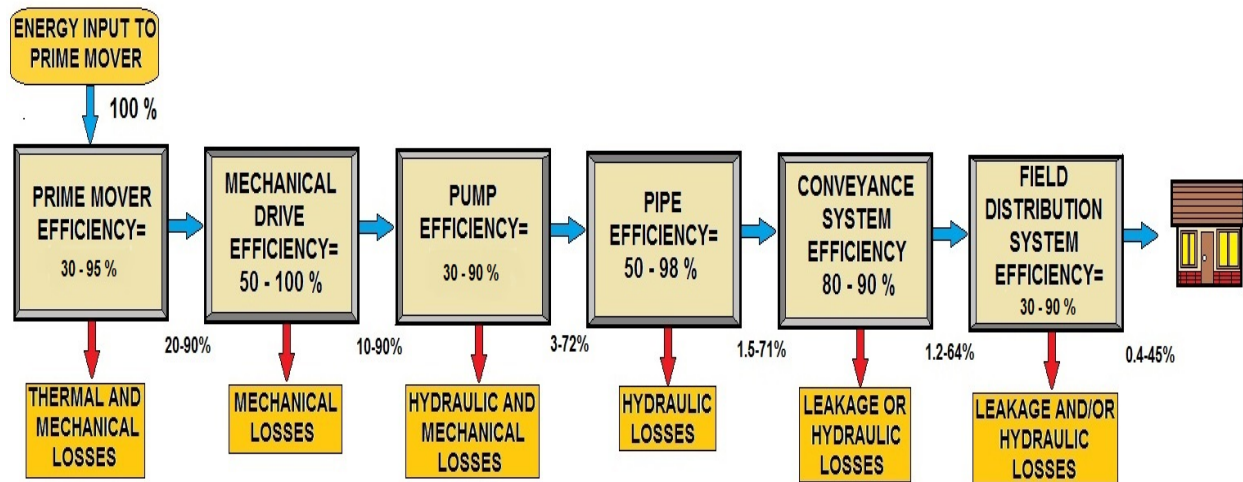 ENERGY INPUT TO
PRIME MOVER
100 %
PRIME MOVER
EFFICIENCY=
30 - 95 %
MECHANICAL
DRIVE
EFFICIENCY=
50 - 100 %
PUMP
EFFICIENCY=
30 - 90 %
PIPE
EFFICIENCY=
50 - 98 %
CONVEYANCE
SYSTEM
EFFICIENCY
80 - 90 %
FIELD
DISTRIBUTION
SYSTEM
EFFICIENCY=
30 - 90 %
20-90%
10-90%
3-72%
1.5-71%
1.2-64%
0.4-45%
THERMAL AND
MECHANICAL
LOSSES
MECHANICAL
LOSSES
HYDRAULIC AND
MECHANICAL
LOSSES
HYDRAULIC
LOSSES
LEAKAGE OR
HYDRAULIC
LOSSES
LEAKAGE AND/OR
HYDRAULIC
LOSSES